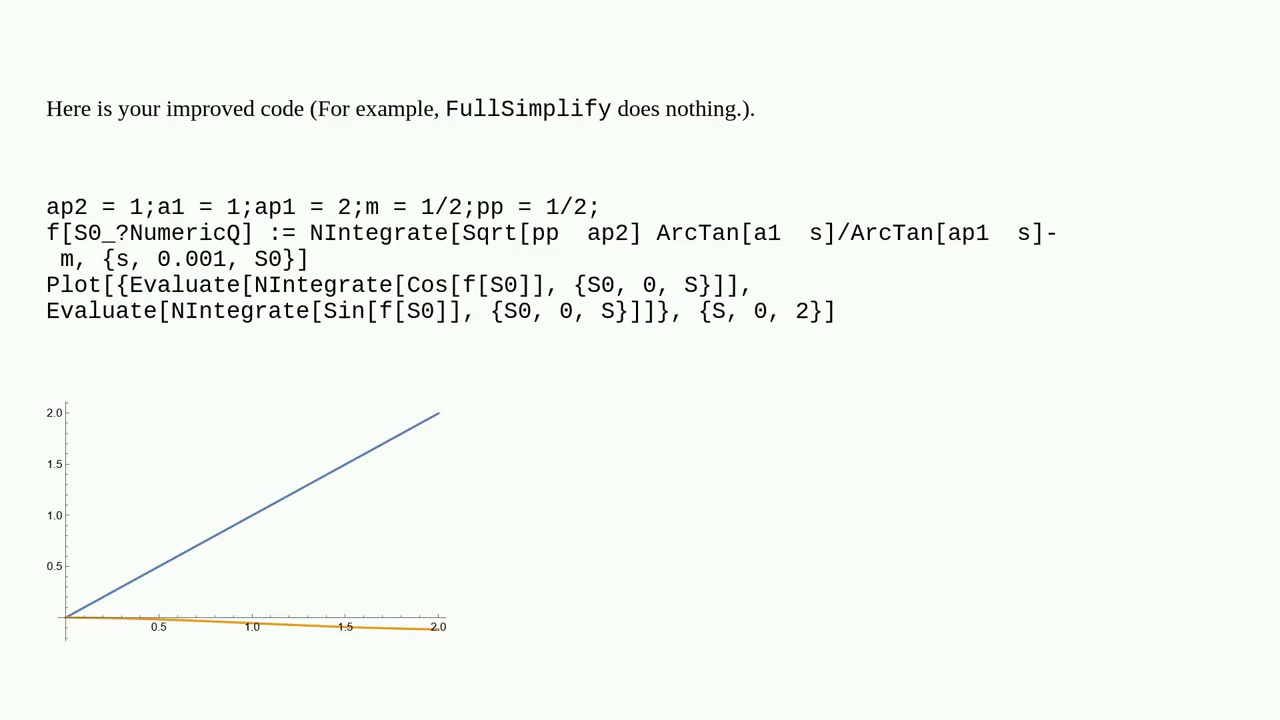 Here is your improved code (For example, FullSimplify does nothing.).
ap2 = 1;a1 = 1;ap1 = 2;m = 1/2;pp = 1/2;
f[S0_?NumericQ] := NIntegrate[Sqrt[pp  ap2] ArcTan[a1  s]/ArcTan[ap1  s]-
 m, {s, 0.001, S0}]
Plot[{Evaluate[NIntegrate[Cos[f[S0]], {S0, 0, S}]],
Evaluate[NIntegrate[Sin[f[S0]], {S0, 0, S}]]}, {S, 0, 2}]
2.0
1.5
1.0
0.5
0.5 1.0 1.5 2.0